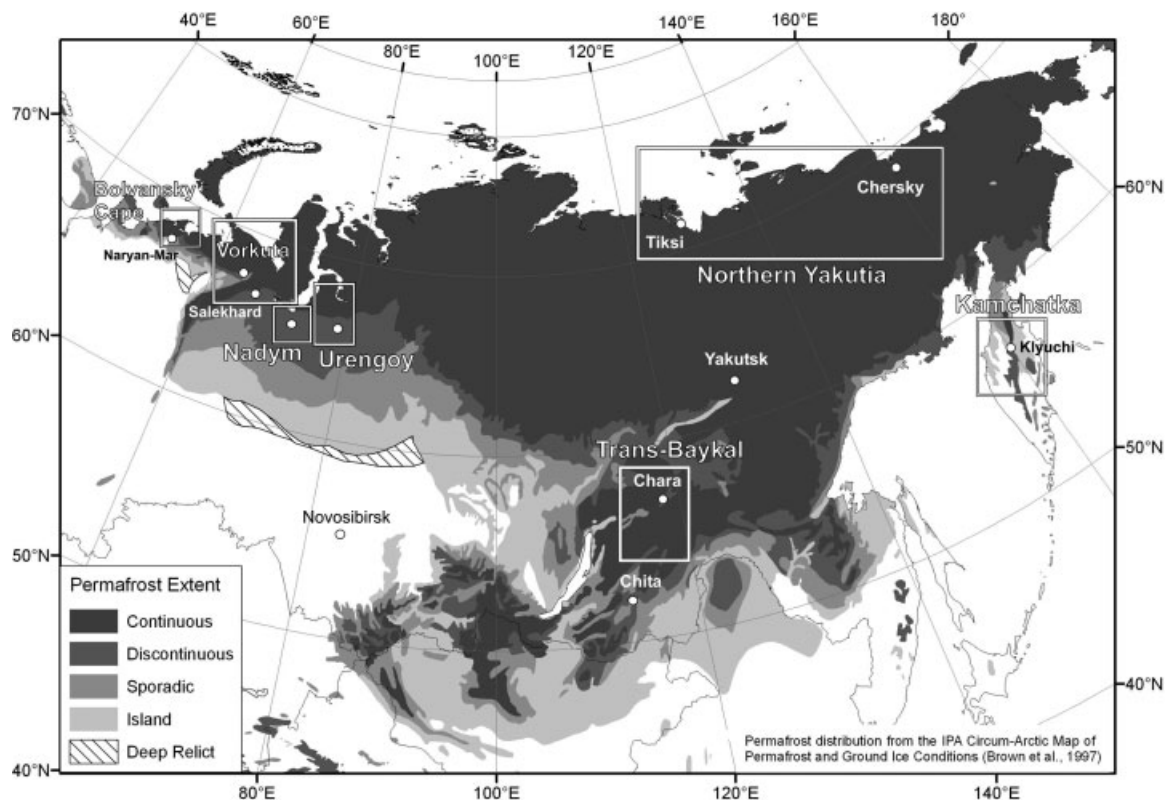 40°E 60°E 80°E 100°E 120°E 140°E 160°E 180°
70°N
60°N
Bolvansky
Cape
Naryan-Mar
Vorkuta
Salekhard
Nadym
Urengoy
Chersky
Tiksi
Northern Yakutia
Kamchatka
Klyuchi
60°N
Yakutsk
Trans-Baykal
Chara
50°N
Novosibirsk
50°N
Chita
Permafrost Extent
Continuous
Discontinuous
Sporadic
Island
Deep Relict
40°N
Permafrost distribution from the IPA Circum-Arctic Map of
Permafrost and Ground Ice Conditions (Brown et al., 1997)
40°N
80°E 100°E 120°E 140°E